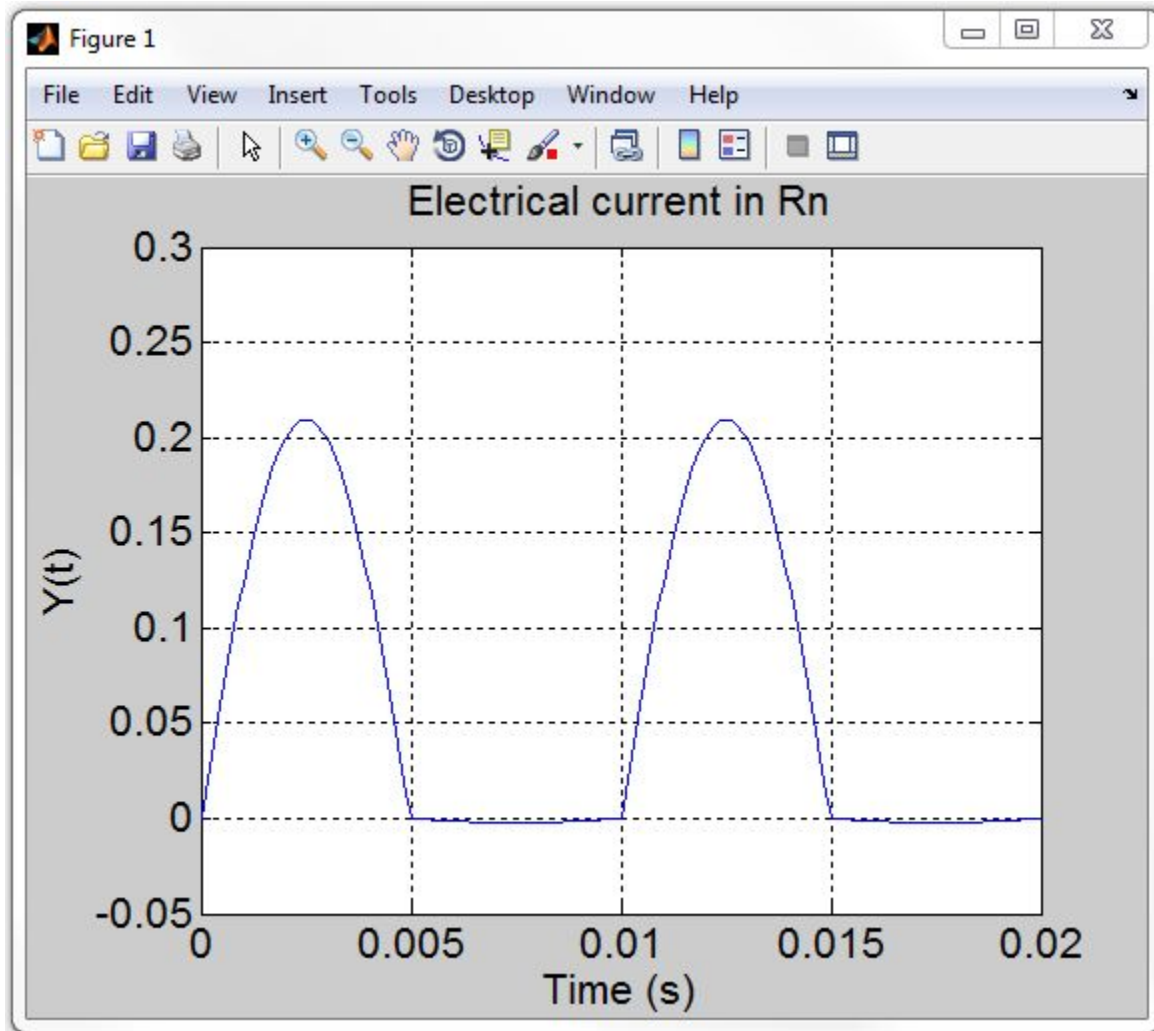 Figure 1
File Edit View Insert Tools Desktop Window Help
Electrical current in Rn
0.3
0.25
0.2
0.15
0.1
0.05
0
-0.05
Y(t)
0 0.005 0.01 0.015 0.02
Time (s)